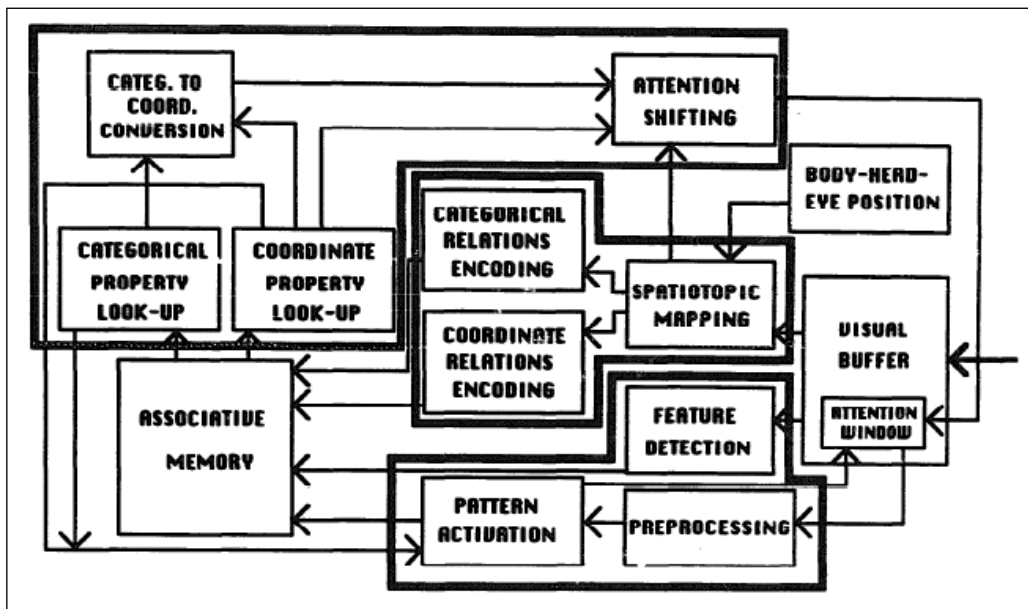 CATEG. TO
COORD.
CONVERSION
ATTENTION
SHIFTING
BODY-HERD-
EYE POSITION
CATEGORICAL
PROPERTY
LOOK-UP
COORDINATE
PROPERTY
LOOK-UP
CATEGORICAL
RELATIONS
ENCODING
SPATIOTOPIC
MAPPING
COORDINATE
RELATIONS
ENCODING
VISUAL
BUFFER
ATTENTION
WINDOW
ASSOCIATIVE
MEMORY
FEATURE
DETECTION
PATTERN
ACTIVATION
PREPROCESSING